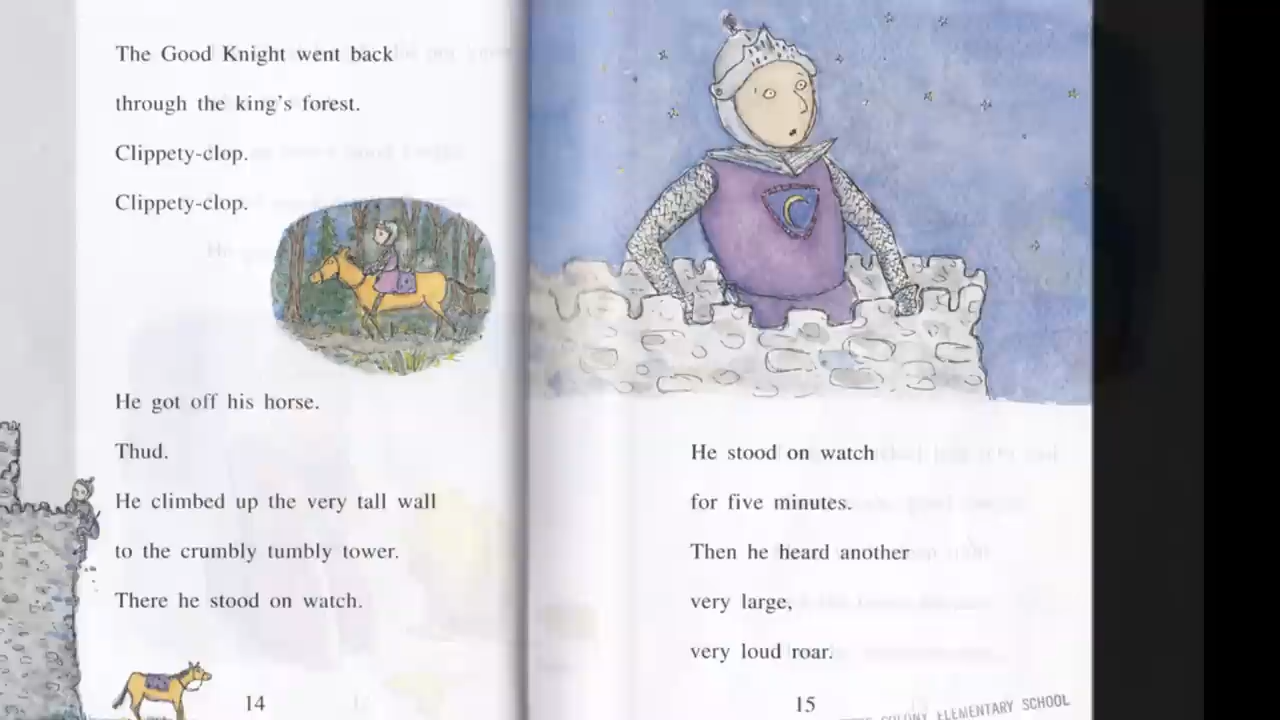 The Good Knight went back
through the king's forest.
Clippety-clop.
Clippety-clop.
He got off his horse.
Thud.
He climbed up the very tall wall
to the crumbly tumbly tower.
There he stood on watch.
14
He stood on watch
for five minutes.
Then he heard another
very large,
very loud roar.
15
COLONY ELEMENTARY SCHOOL